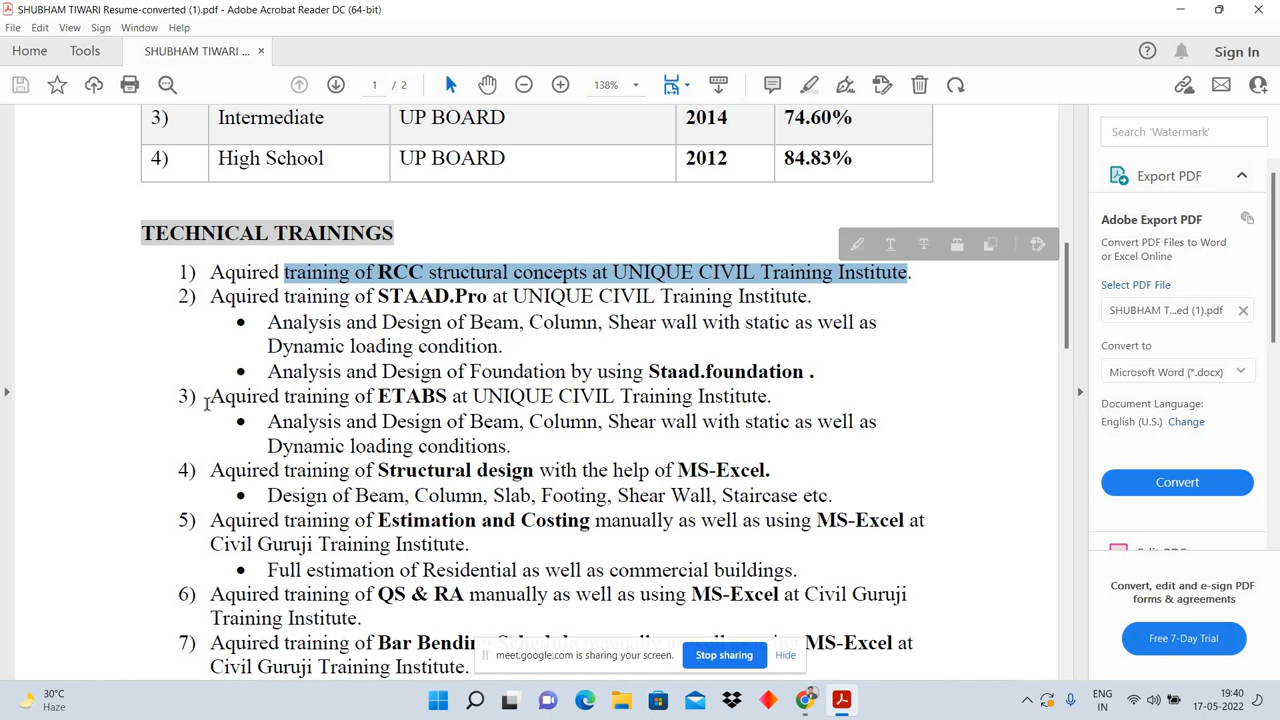 SHUBHAM TIWARI Resume-converted (1).pdf - Adobe Acrobat Reader DC (64-bit)
File Edit View Sign Window Help
Home Tools SHUBHAM TIWARI ... × Sign In
1 / 2 138%
3) Intermediate UP BOARD 2014 74.60%
4) High School UP BOARD 2012 84.83%
TECHNICAL TRAININGS
1) Aquired training of RCC structural concepts at UNIQUE CIVIL Training Institute.
2) Aquired training of STAAD.Pro at UNIQUE CIVIL Training Institute.
• Analysis and Design of Beam, Column, Shear wall with static as well as
Dynamic loading condition.
• Analysis and Design of Foundation by using Staad.foundation .
3) Aquired training of ETABS at UNIQUE CIVIL Training Institute.
• Analysis and Design of Beam, Column, Shear wall with static as well as
Dynamic loading conditions.
4) Aquired training of Structural design with the help of MS-Excel.
• Design of Beam, Column, Slab, Footing, Shear Wall, Staircase etc.
5) Aquired training of Estimation and Costing manually as well as using MS-Excel at
Civil Guruji Training Institute.
• Full estimation of Residential as well as commercial buildings.
6) Aquired training of QS & RA manually as well as using MS-Excel at Civil Guruji
Training Institute.
7) Aquired training of Bar Bending Schedule MS-Excel at
Civil Guruji Training Institute.
meet.google.com is sharing your screen. Stop sharing Hide
Search 'Watermark'
Export PDF
Adobe Export PDF
Convert PDF Files to Word
or Excel Online
Select PDF File
SHUBHAM T...ed (1).pdf
Convert to
Microsoft Word (*.docx)
Document Language:
English (U.S.) Change
Convert
Convert, edit and e-sign PDF
forms & agreements
Free 7-Day Trial
30°C
Haze
ENG
IN
19:40
17-05-2022